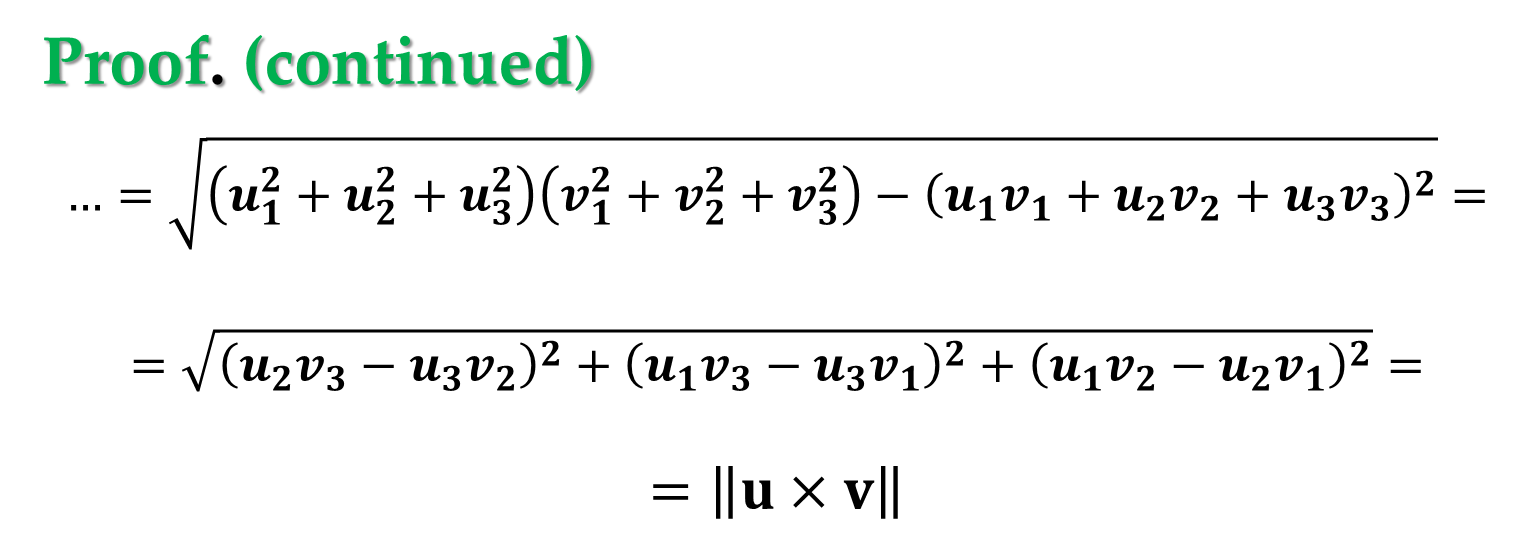 Proof. (continued)
... = √(u₁² + u₂² + u₃²)(v₁² + v₂² + v₃²) − (u₁v₁ + u₂v₂ + u₃v₃)² =
= √(u₂v₃ − u₃v₂)² + (u₁v₃ − u₃v₁)² + (u₁v₂ − u₂v₁)² =
= ‖u × v‖